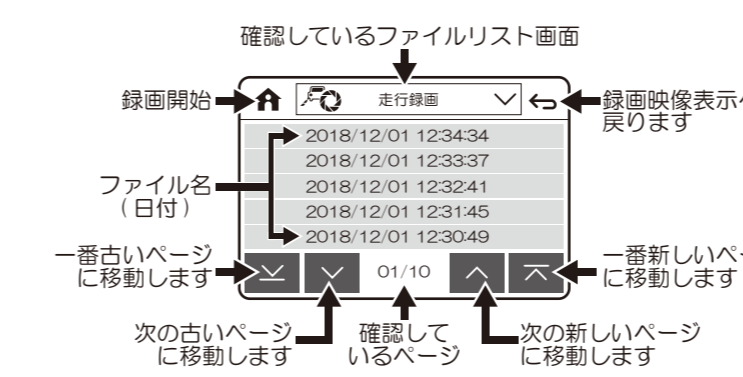 確認しているファイルリスト画面
録画開始
走行録画
録画映像表示へ
戻ります
2018/12/01 12:34:34
2018/12/01 12:33:37
2018/12/01 12:32:41
2018/12/01 12:31:45
2018/12/01 12:30:49
ファイル名
(日付)
一番古いページ
に移動します
01/10
一番新しいペー
に移動します
次の古いページ
に移動します
確認して
いるページ
次の新しいページ
に移動します